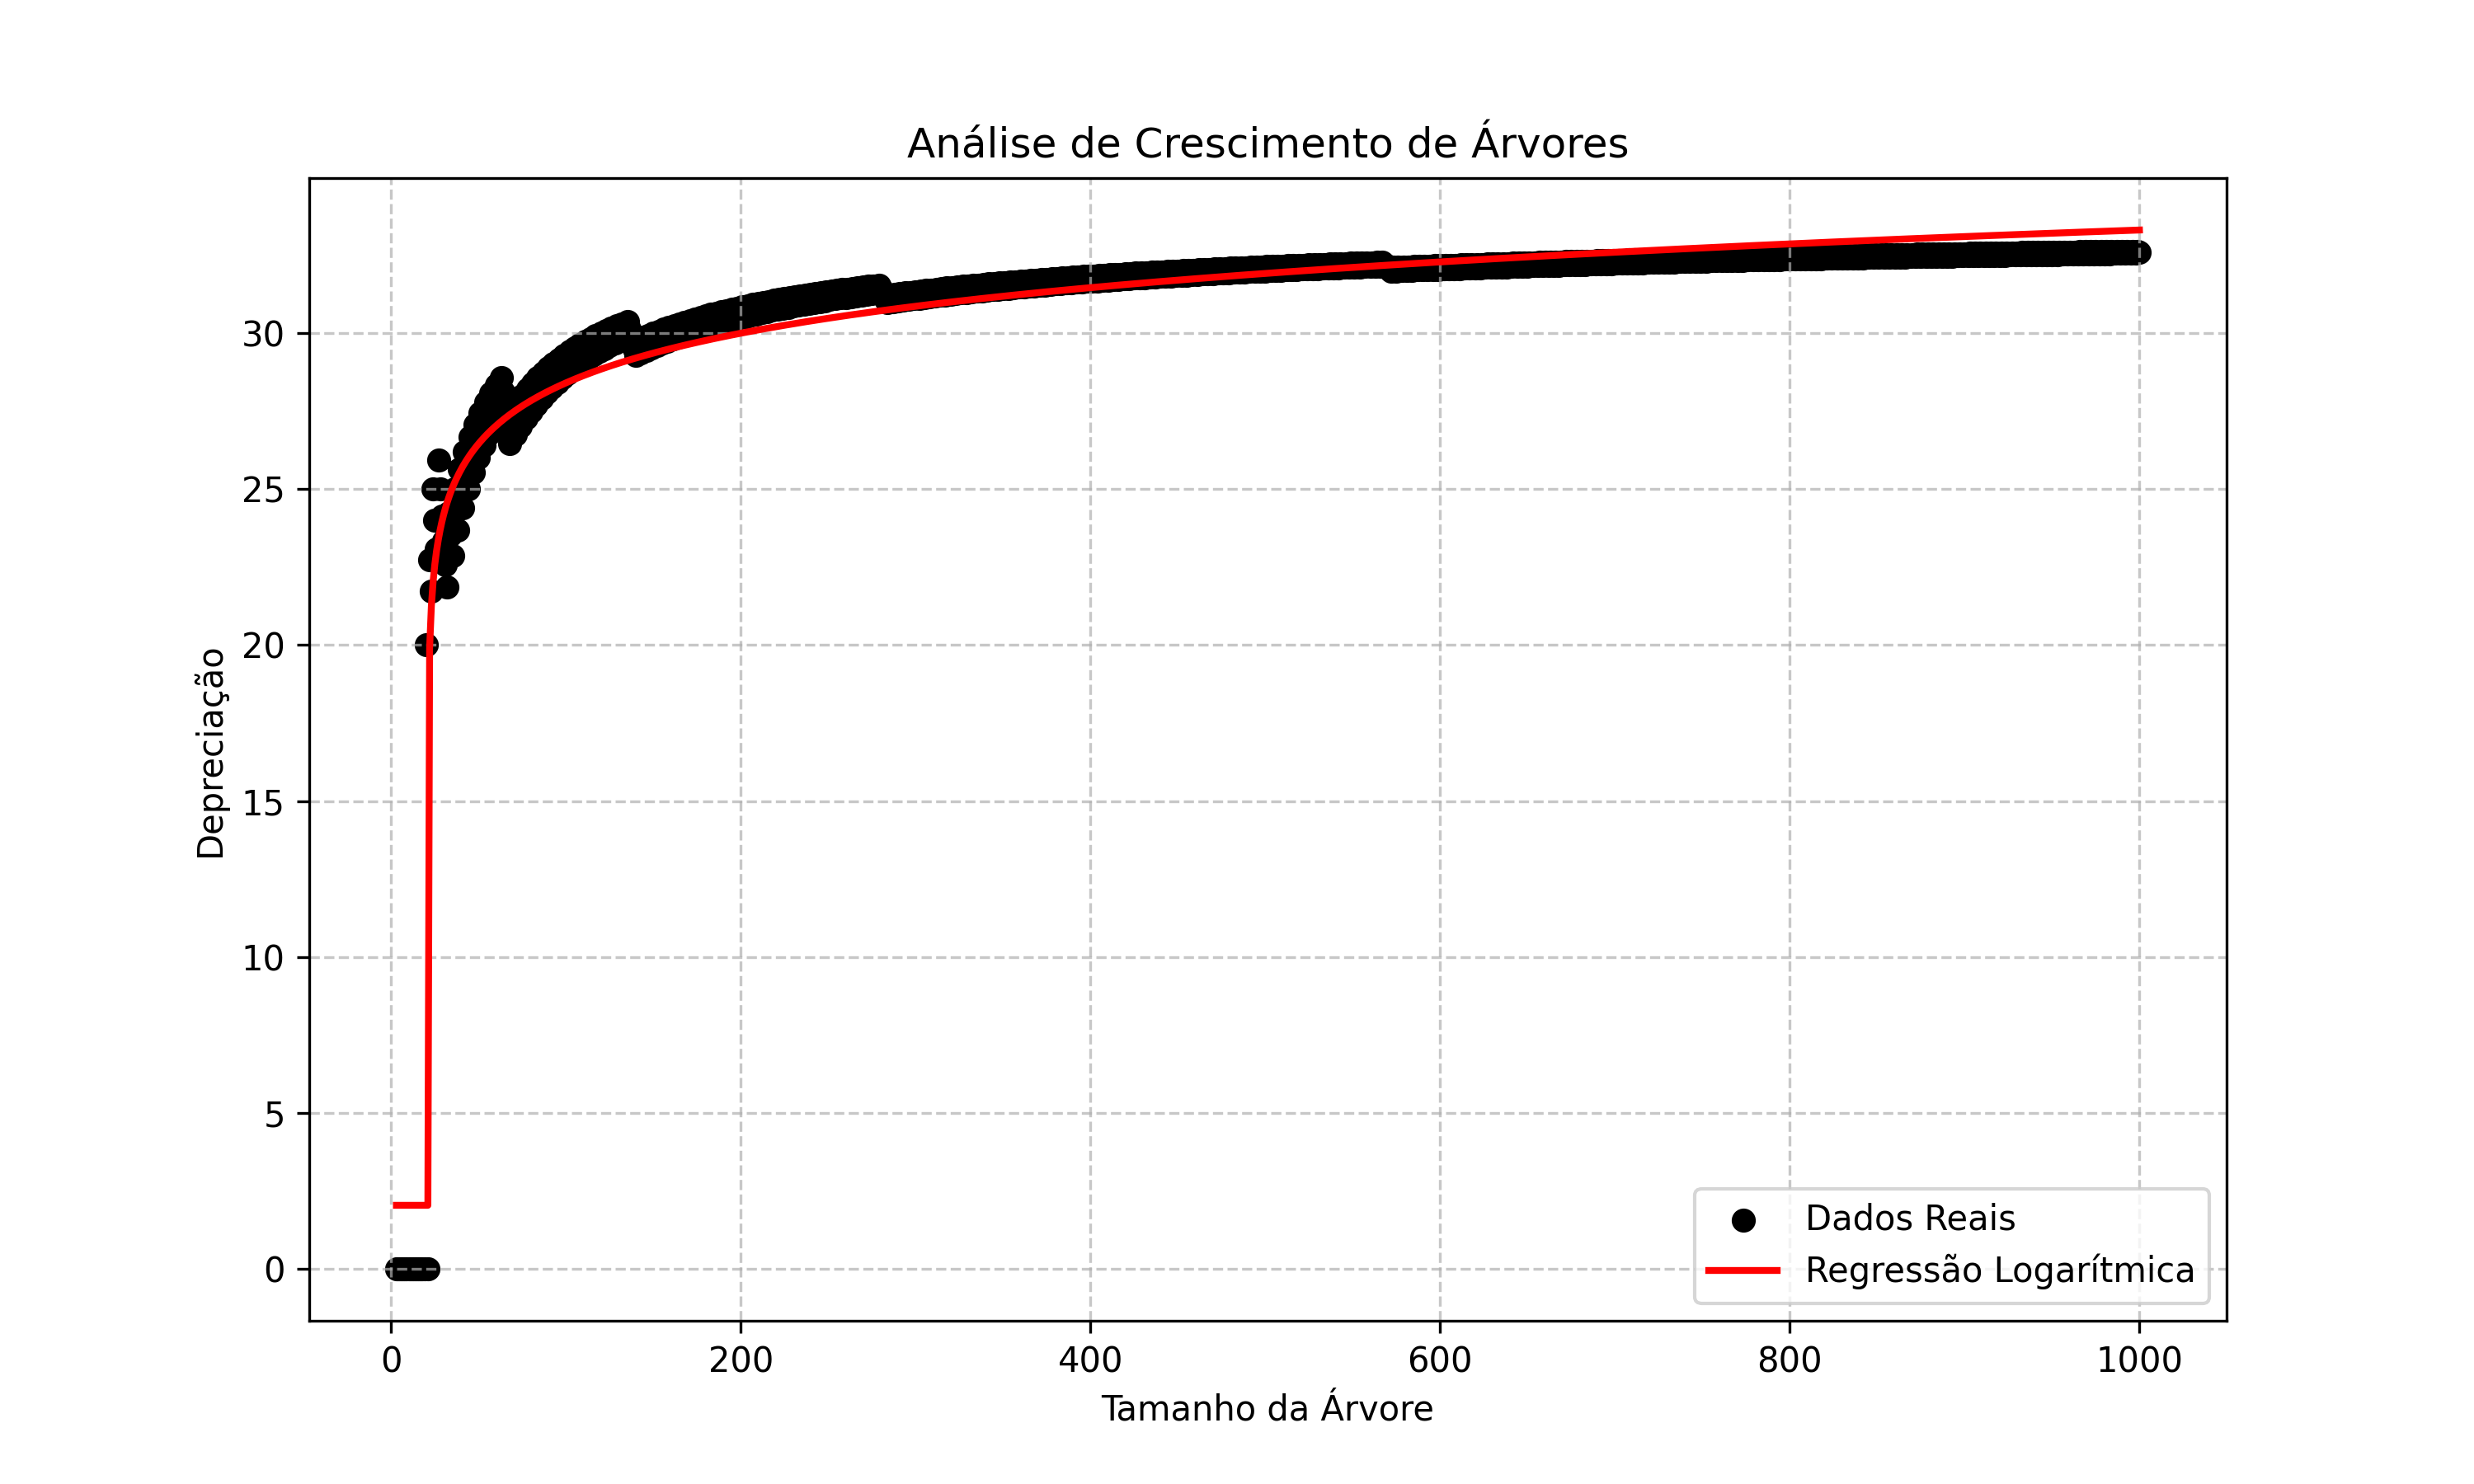 Análise de Crescimento de Árvores
Depreciação
30
25
20
15
10
5
0
0 200 400 600 800 1000
Tamanho da Árvore
Dados Reais
Regressão Logarítmica